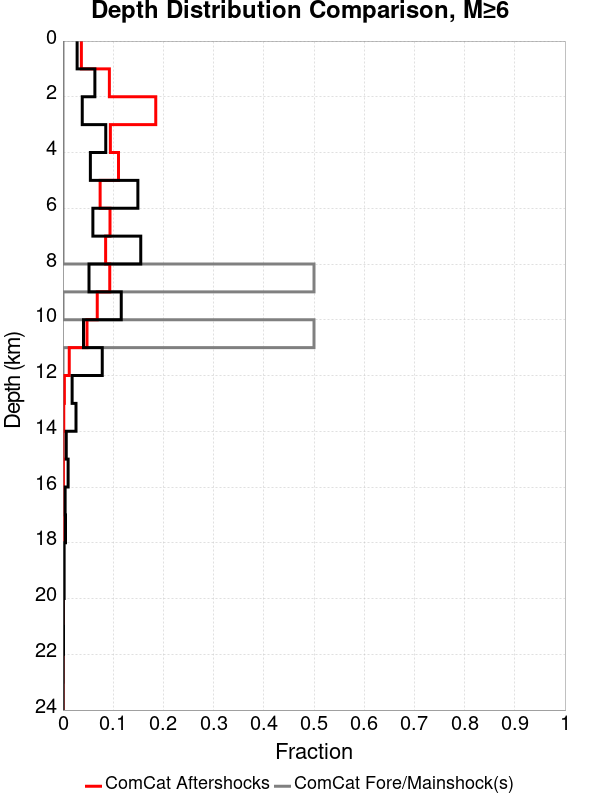 Depth Distribution Comparison, M≥6
0
2
4
6
8
10
12
14
16
18
20
22
24
Depth (km)
0 0.1 0.2 0.3 0.4 0.5 0.6 0.7 0.8 0.9 1
Fraction
ComCat Aftershocks ComCat Fore/Mainshock(s)